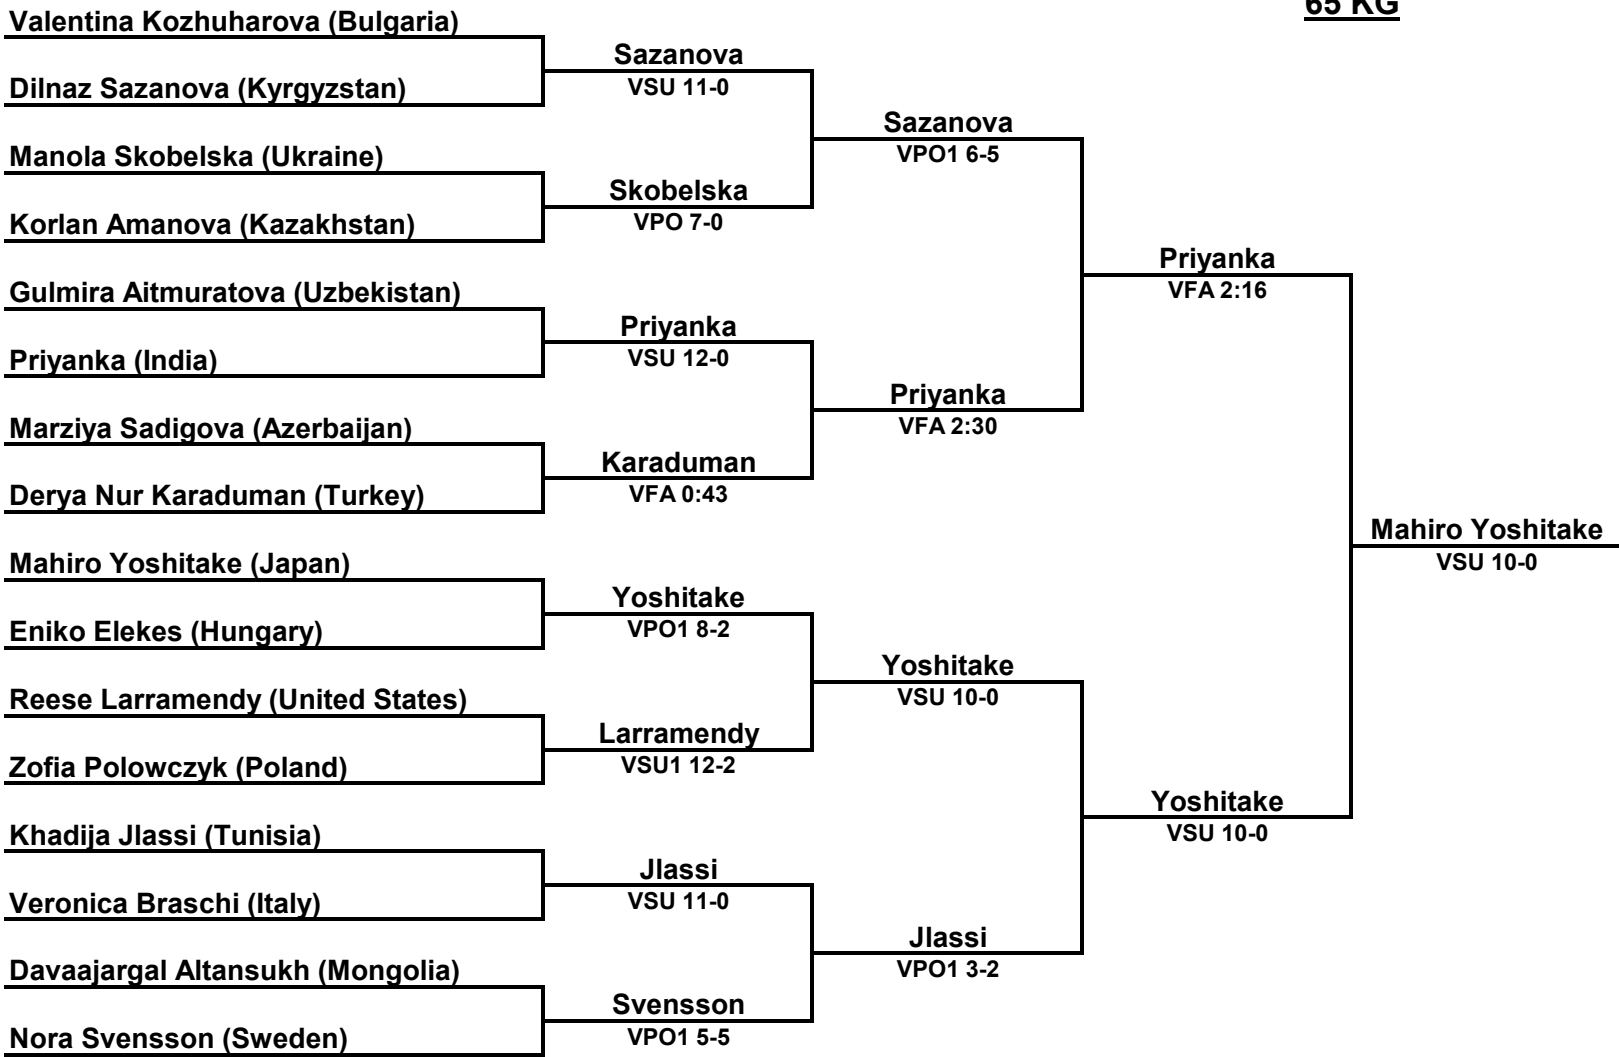 65 KG
Valentina Kozhuharova (Bulgaria)
Sazanova
VSU 11-0
Dilnaz Sazanova (Kyrgyzstan)
Sazanova
VPO1 6-5
Manola Skobelska (Ukraine)
Skobelska
VPO 7-0
Korlan Amanova (Kazakhstan)
Priyanka
VFA 2:16
Gulmira Aitmuratova (Uzbekistan)
Priyanka
VSU 12-0
Priyanka (India)
Priyanka
VFA 2:30
Marziya Sadigova (Azerbaijan)
Karaduman
VFA 0:43
Derya Nur Karaduman (Turkey)
Mahiro Yoshitake
VSU 10-0
Mahiro Yoshitake (Japan)
Yoshitake
VPO1 8-2
Eniko Elekes (Hungary)
Yoshitake
VSU 10-0
Reese Larramendy (United States)
Larramendy
VSU1 12-2
Zofia Polowczyk (Poland)
Yoshitake
VSU 10-0
Khadija Jlassi (Tunisia)
Jlassi
VSU 11-0
Veronica Braschi (Italy)
Jlassi
VPO1 3-2
Davaajargal Altansukh (Mongolia)
Svensson
VPO1 5-5
Nora Svensson (Sweden)